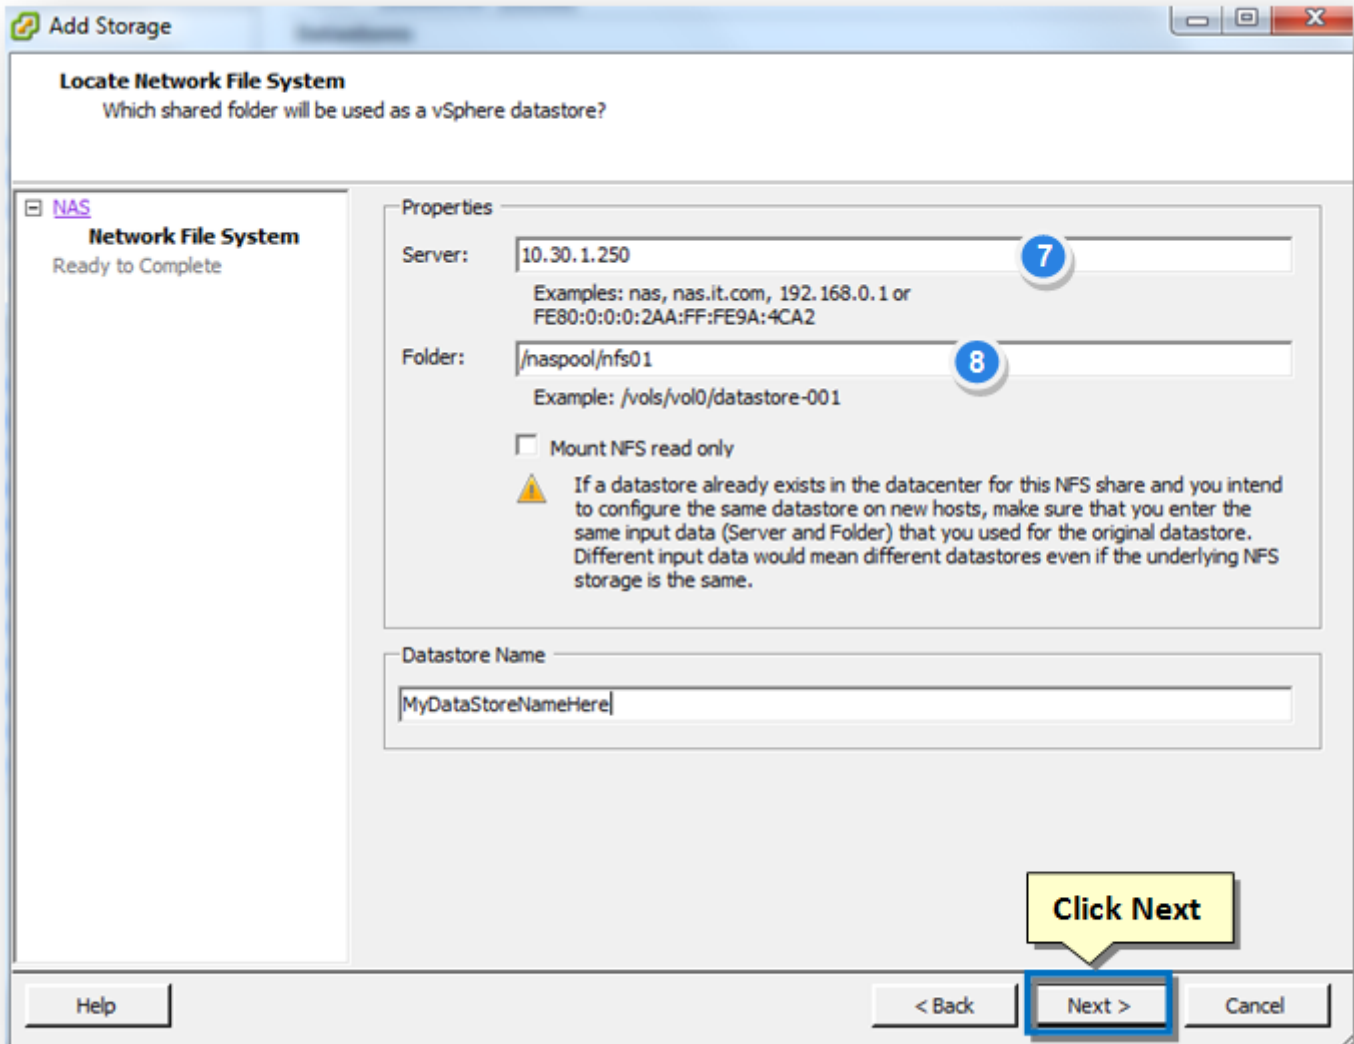 Add Storage
Locate Network File System
Which shared folder will be used as a vSphere datastore?
NAS
Network File System
Ready to Complete
Properties
Server:
10.30.1.250
7
Examples: nas, nas.it.com, 192.168.0.1 or
FE80:0:0:0:2AA:FF:FE9A:4CA2
Folder:
/naspool/nfs01
8
Example: /vols/vol0/datastore-001
Mount NFS read only
If a datastore already exists in the datacenter for this NFS share and you intend
to configure the same datastore on new hosts, make sure that you enter the
same input data (Server and Folder) that you used for the original datastore.
Different input data would mean different datastores even if the underlying NFS
storage is the same.
Datastore Name
MyDataStoreNameHere
Click Next
Help
< Back
Next >
Cancel